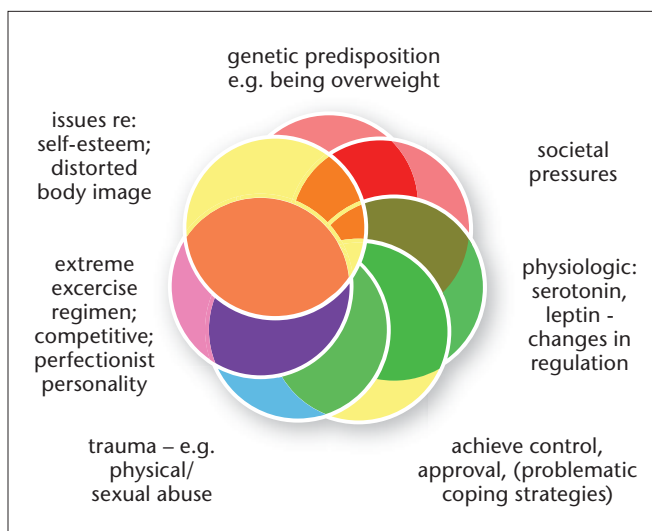 genetic predisposition
e.g. being overweight
issues re:
self-esteem;
distorted
body image
societal
pressures
extreme
excercise
regimen;
competitive;
perfectionist
personality
physiologic:
serotonin,
leptin -
changes in
regulation
trauma – e.g.
physical/
sexual abuse
achieve control,
approval, (problematic
coping strategies)